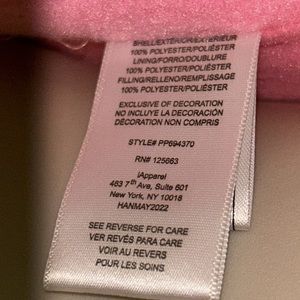 SHELL/EXTERIOR/EXTÉRIEUR
100% POLYESTER/POLIÉSTER
LINING/FORRO/DOUBLURE
100% POLYESTER/POLIÉSTER
FILLING/RELLENO/REMPLISSAGE
100% POLYESTER/POLIÉSTER
EXCLUSIVE OF DECORATION
NO INCLUYE LA DECORACIÓN
DÉCORATION NON COMPRIS
STYLE# PP694370
RN# 125663
iApparel
463 7th Ave, Suite 601
New York, NY 10018
HANMAY2022
SEE REVERSE FOR CARE
VER REVÉS PARA CARE
VOIR AU DOS
POUR LES SOINS